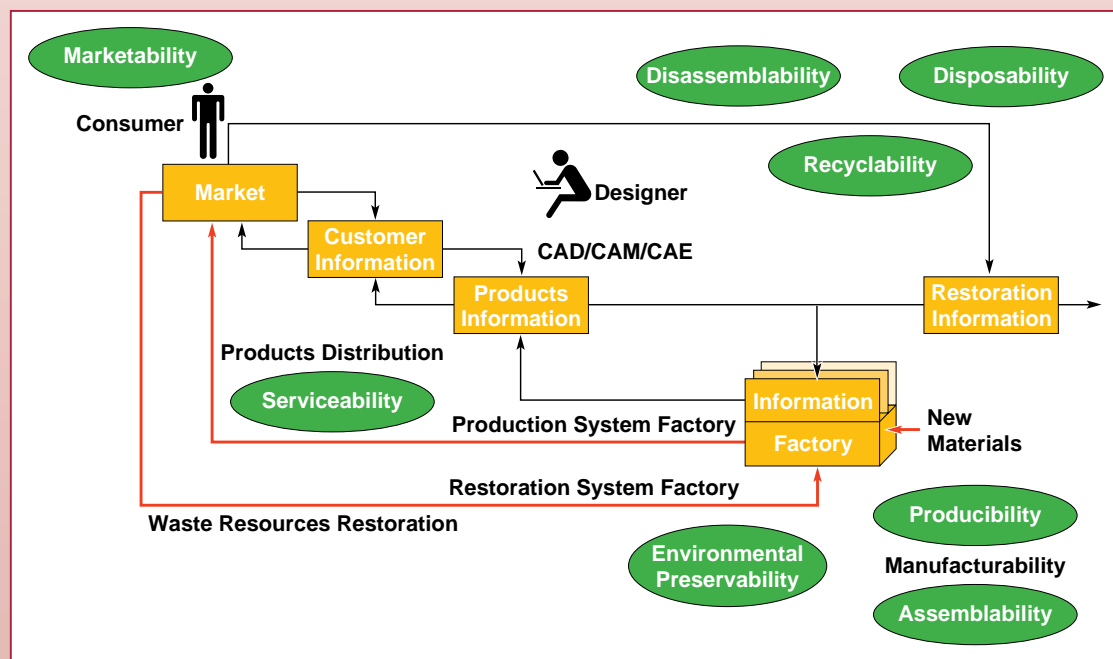 Marketability
Disassemblability
Disposability
Consumer
Recyclability
Market
Designer
Customer
Information
CAD/CAM/CAE
Products
Information
Restoration
Information
Products Distribution
Serviceability
Information
Production System Factory
Factory
New
Materials
Restoration System Factory
Waste Resources Restoration
Producibility
Environmental
Preservability
Manufacturability
Assemblability